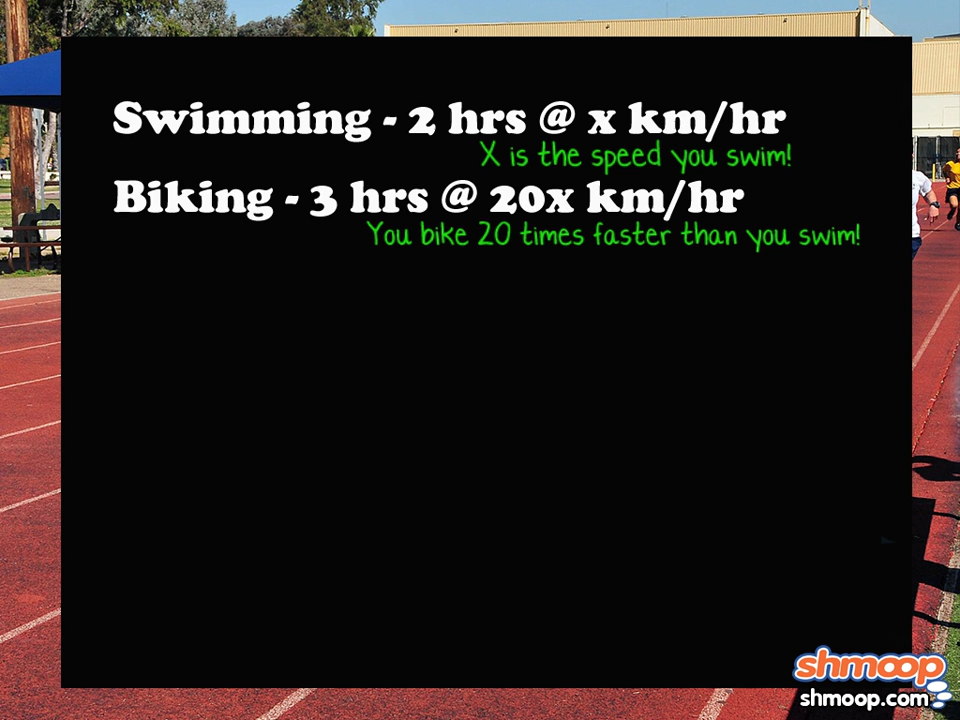 Swimming - 2 hrs @ x km/hr
X is the speed you swim!
Biking - 3 hrs @ 20x km/hr
You bike 20 times faster than you swim!
shmoop
shmoop.com